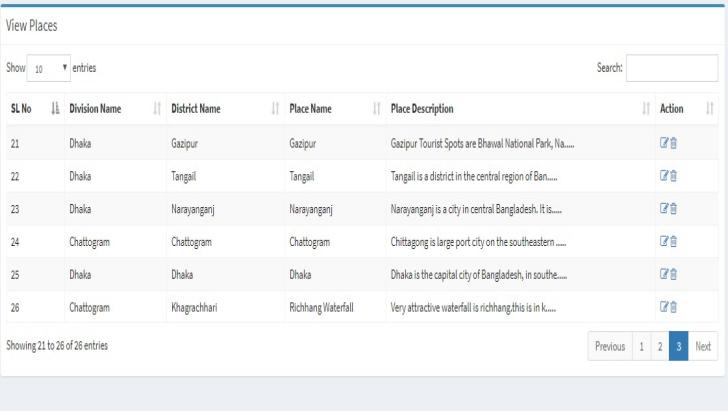 View Places
Show 10 entries Search:
SL No Division Name District Name Place Name Place Description Action
21 Dhaka Gazipur Gazipur Gazipur Tourist Spots are Bhawal National Park, Na.....
22 Dhaka Tangail Tangail Tangail is a district in the central region of Ban.....
23 Dhaka Narayanganj Narayanganj Narayanganj is a city in central Bangladesh. It is.....
24 Chattogram Chattogram Chattogram Chittagong is large port city on the southeastern .....
25 Dhaka Dhaka Dhaka Dhaka is the capital city of Bangladesh, in southe.....
26 Chattogram Khagrachhari Richhang Waterfall Very attractive waterfall is richhang.this is in k.....
Showing 21 to 26 of 26 entries Previous 1 2 3 Next